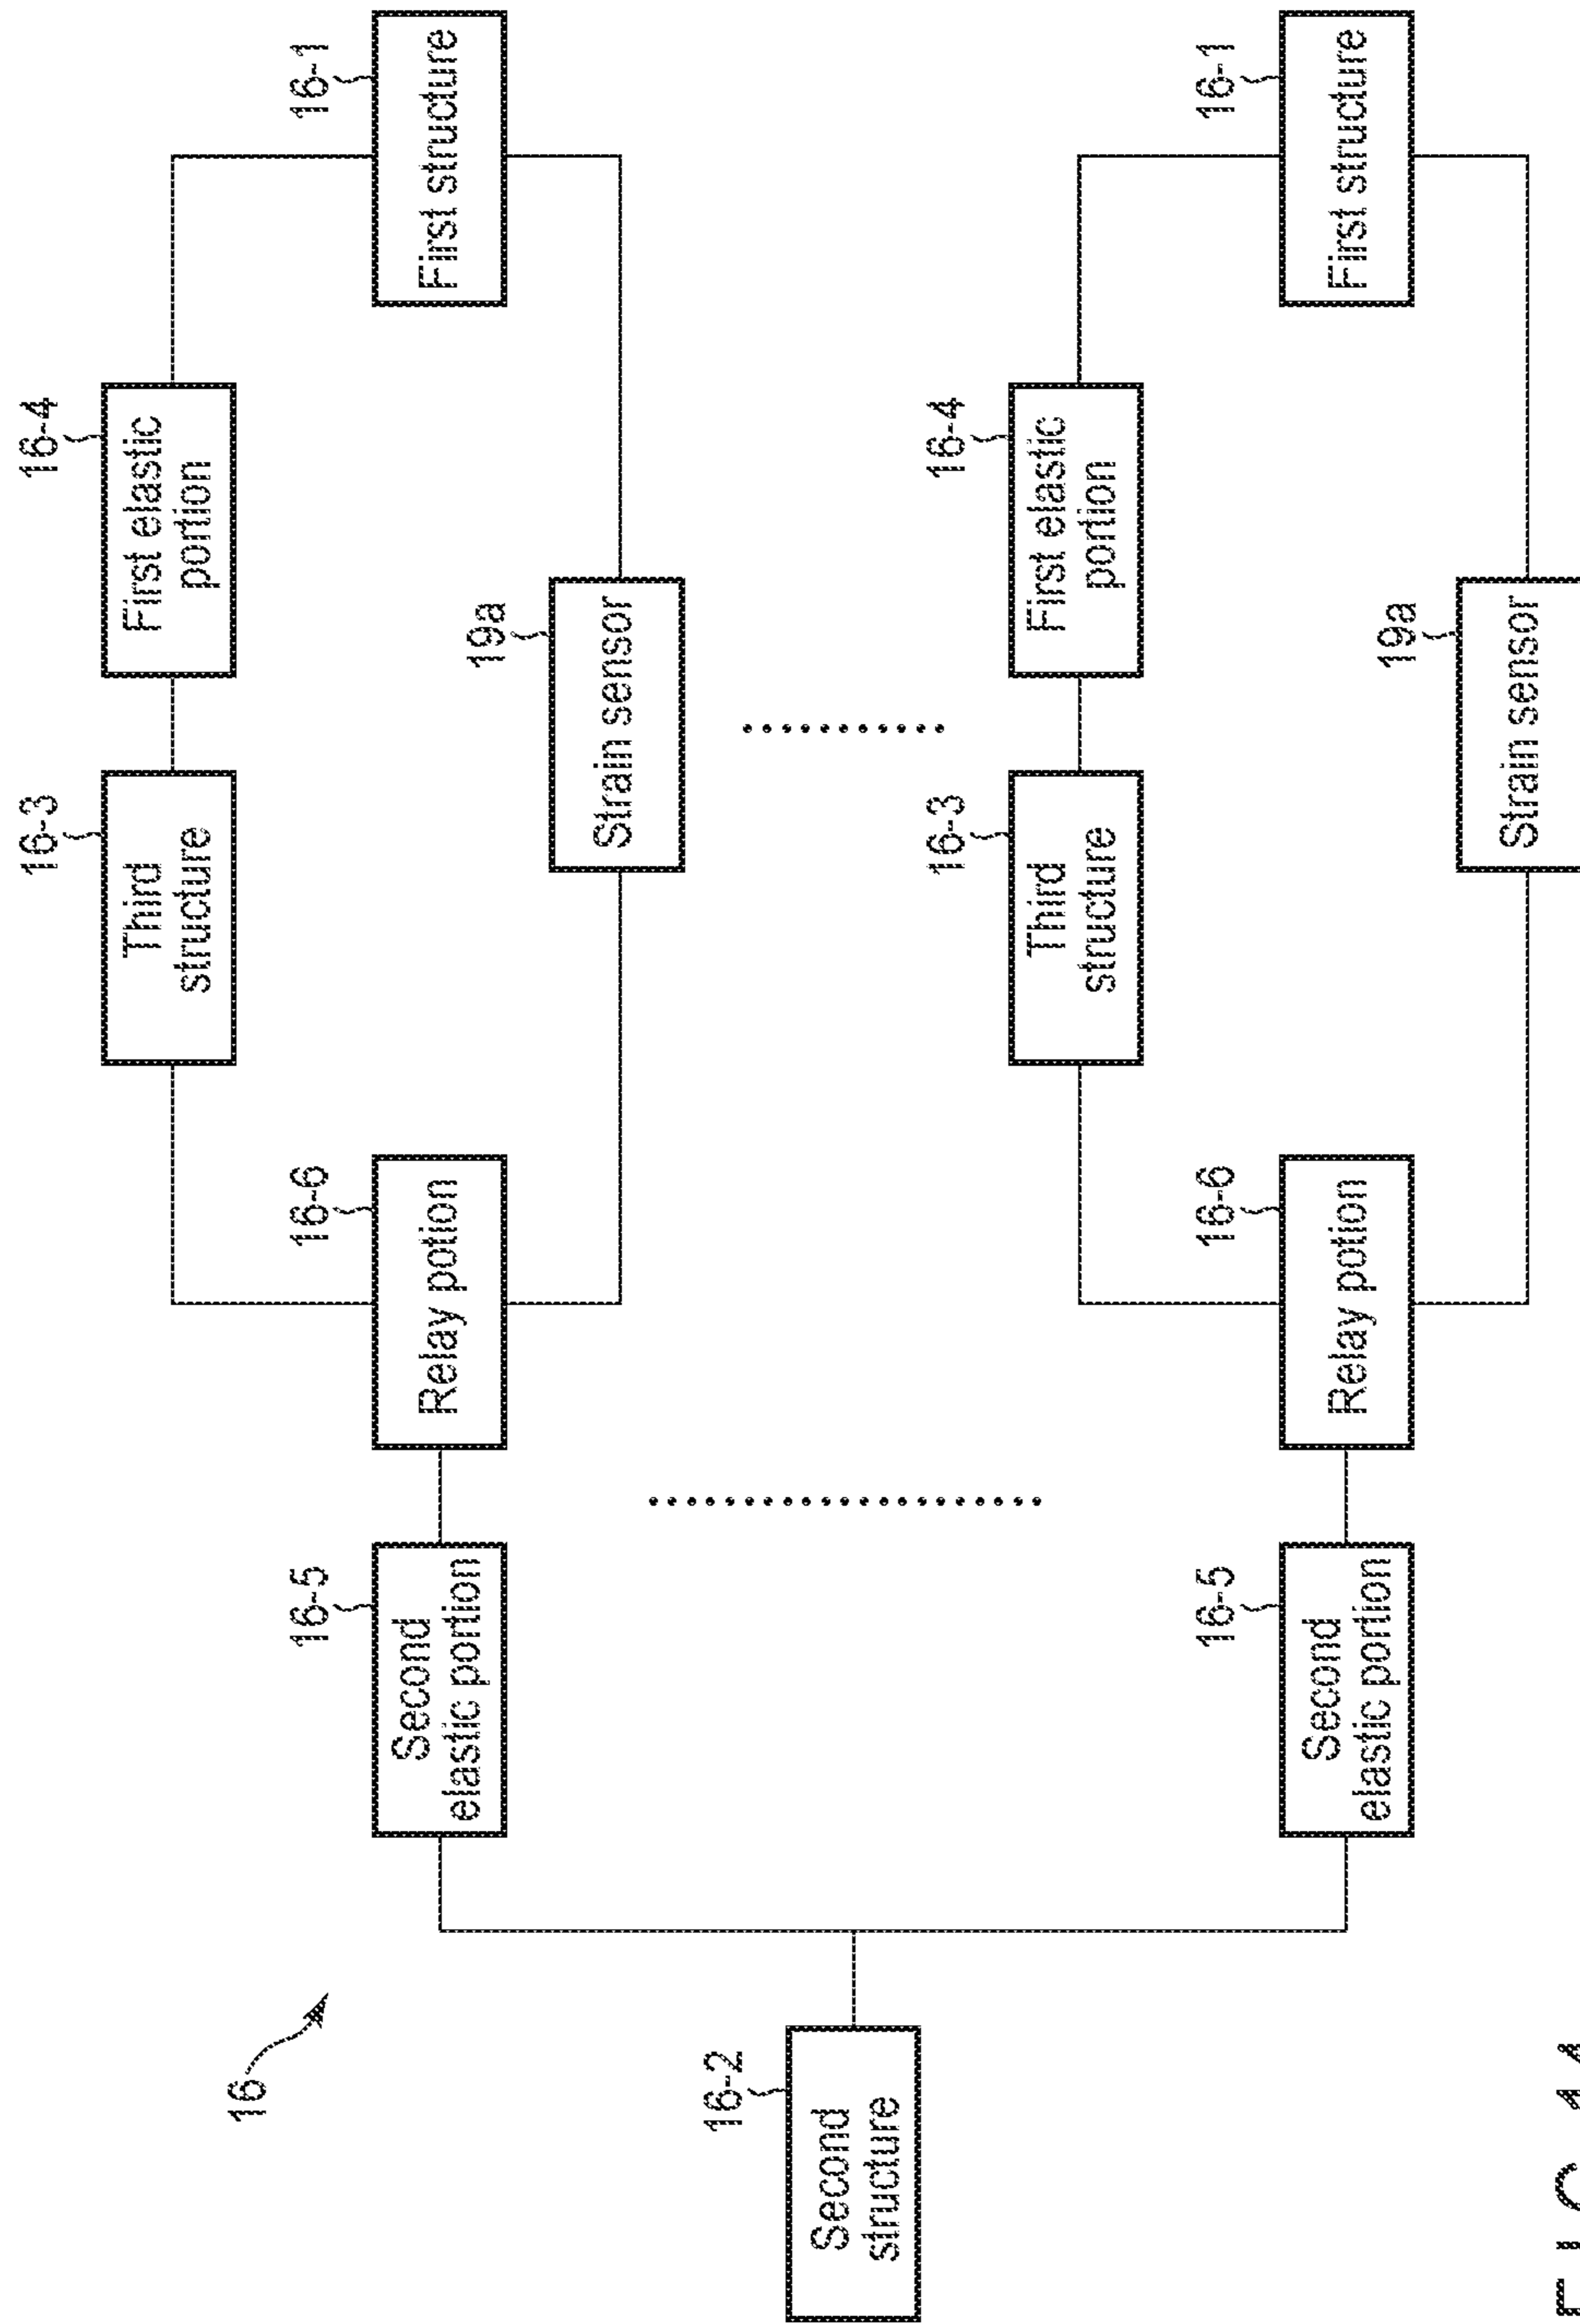 16-3
Third
structure
16-4
First elastic
portion
16
16-5
Second
elastic portion
16-6
Relay potion
16-1
First structure
19a
Strain sensor
16-2
Second
structure
16-3
Third
structure
16-4
First elastic
portion
16-5
Second
elastic portion
16-6
Relay potion
16-1
First structure
19a
Strain sensor